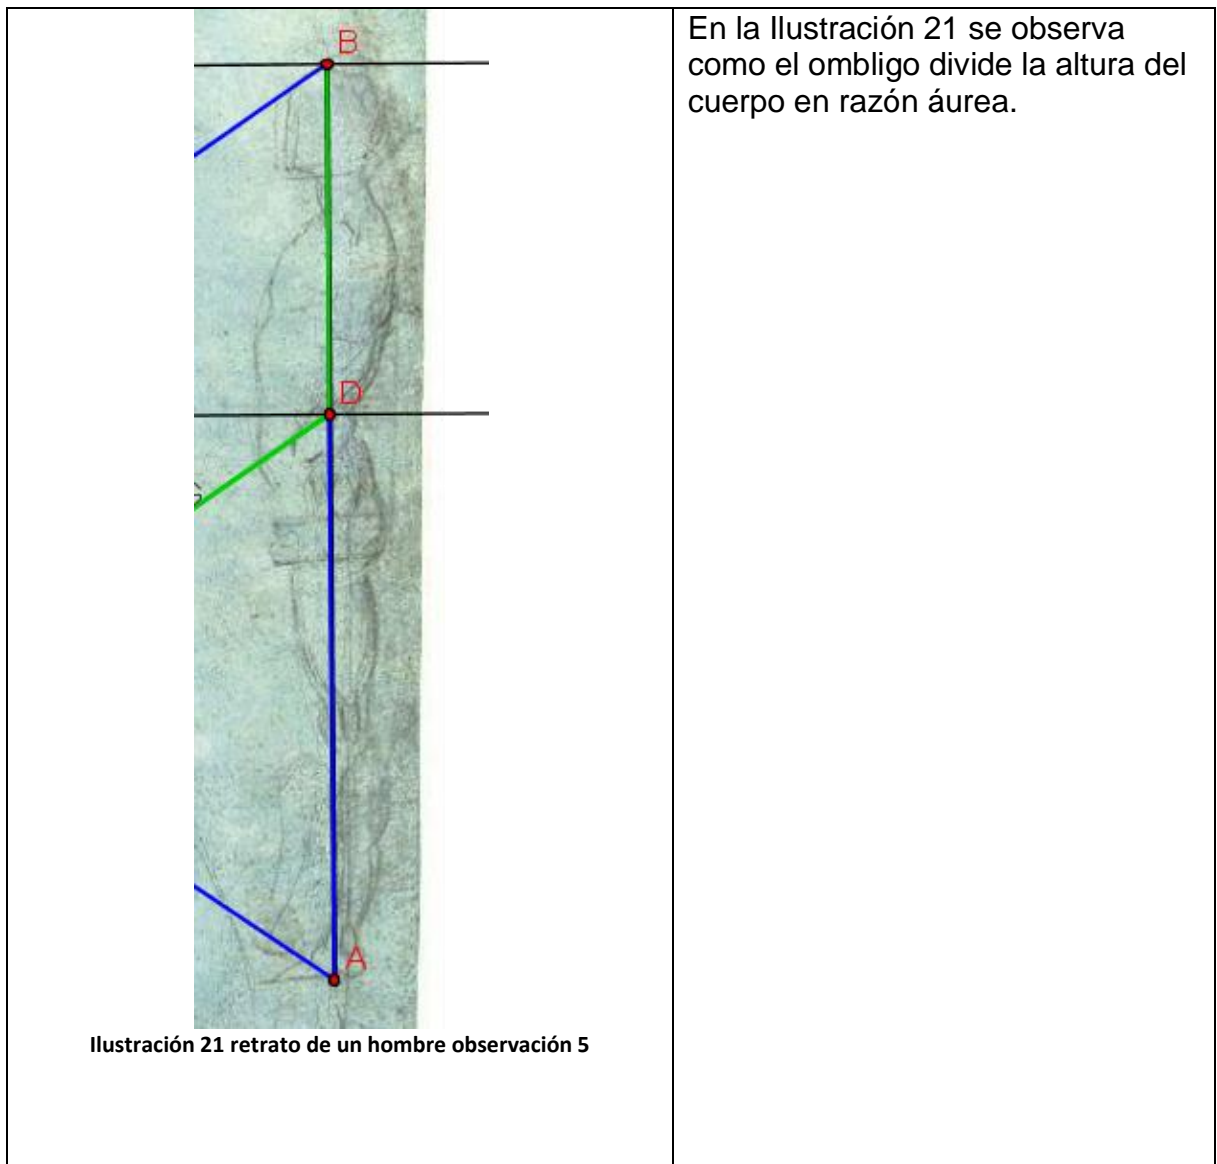 B
D
A
Ilustración 21 retrato de un hombre observación 5
En la Ilustración 21 se observa
como el ombligo divide la altura del
cuerpo en razón áurea.